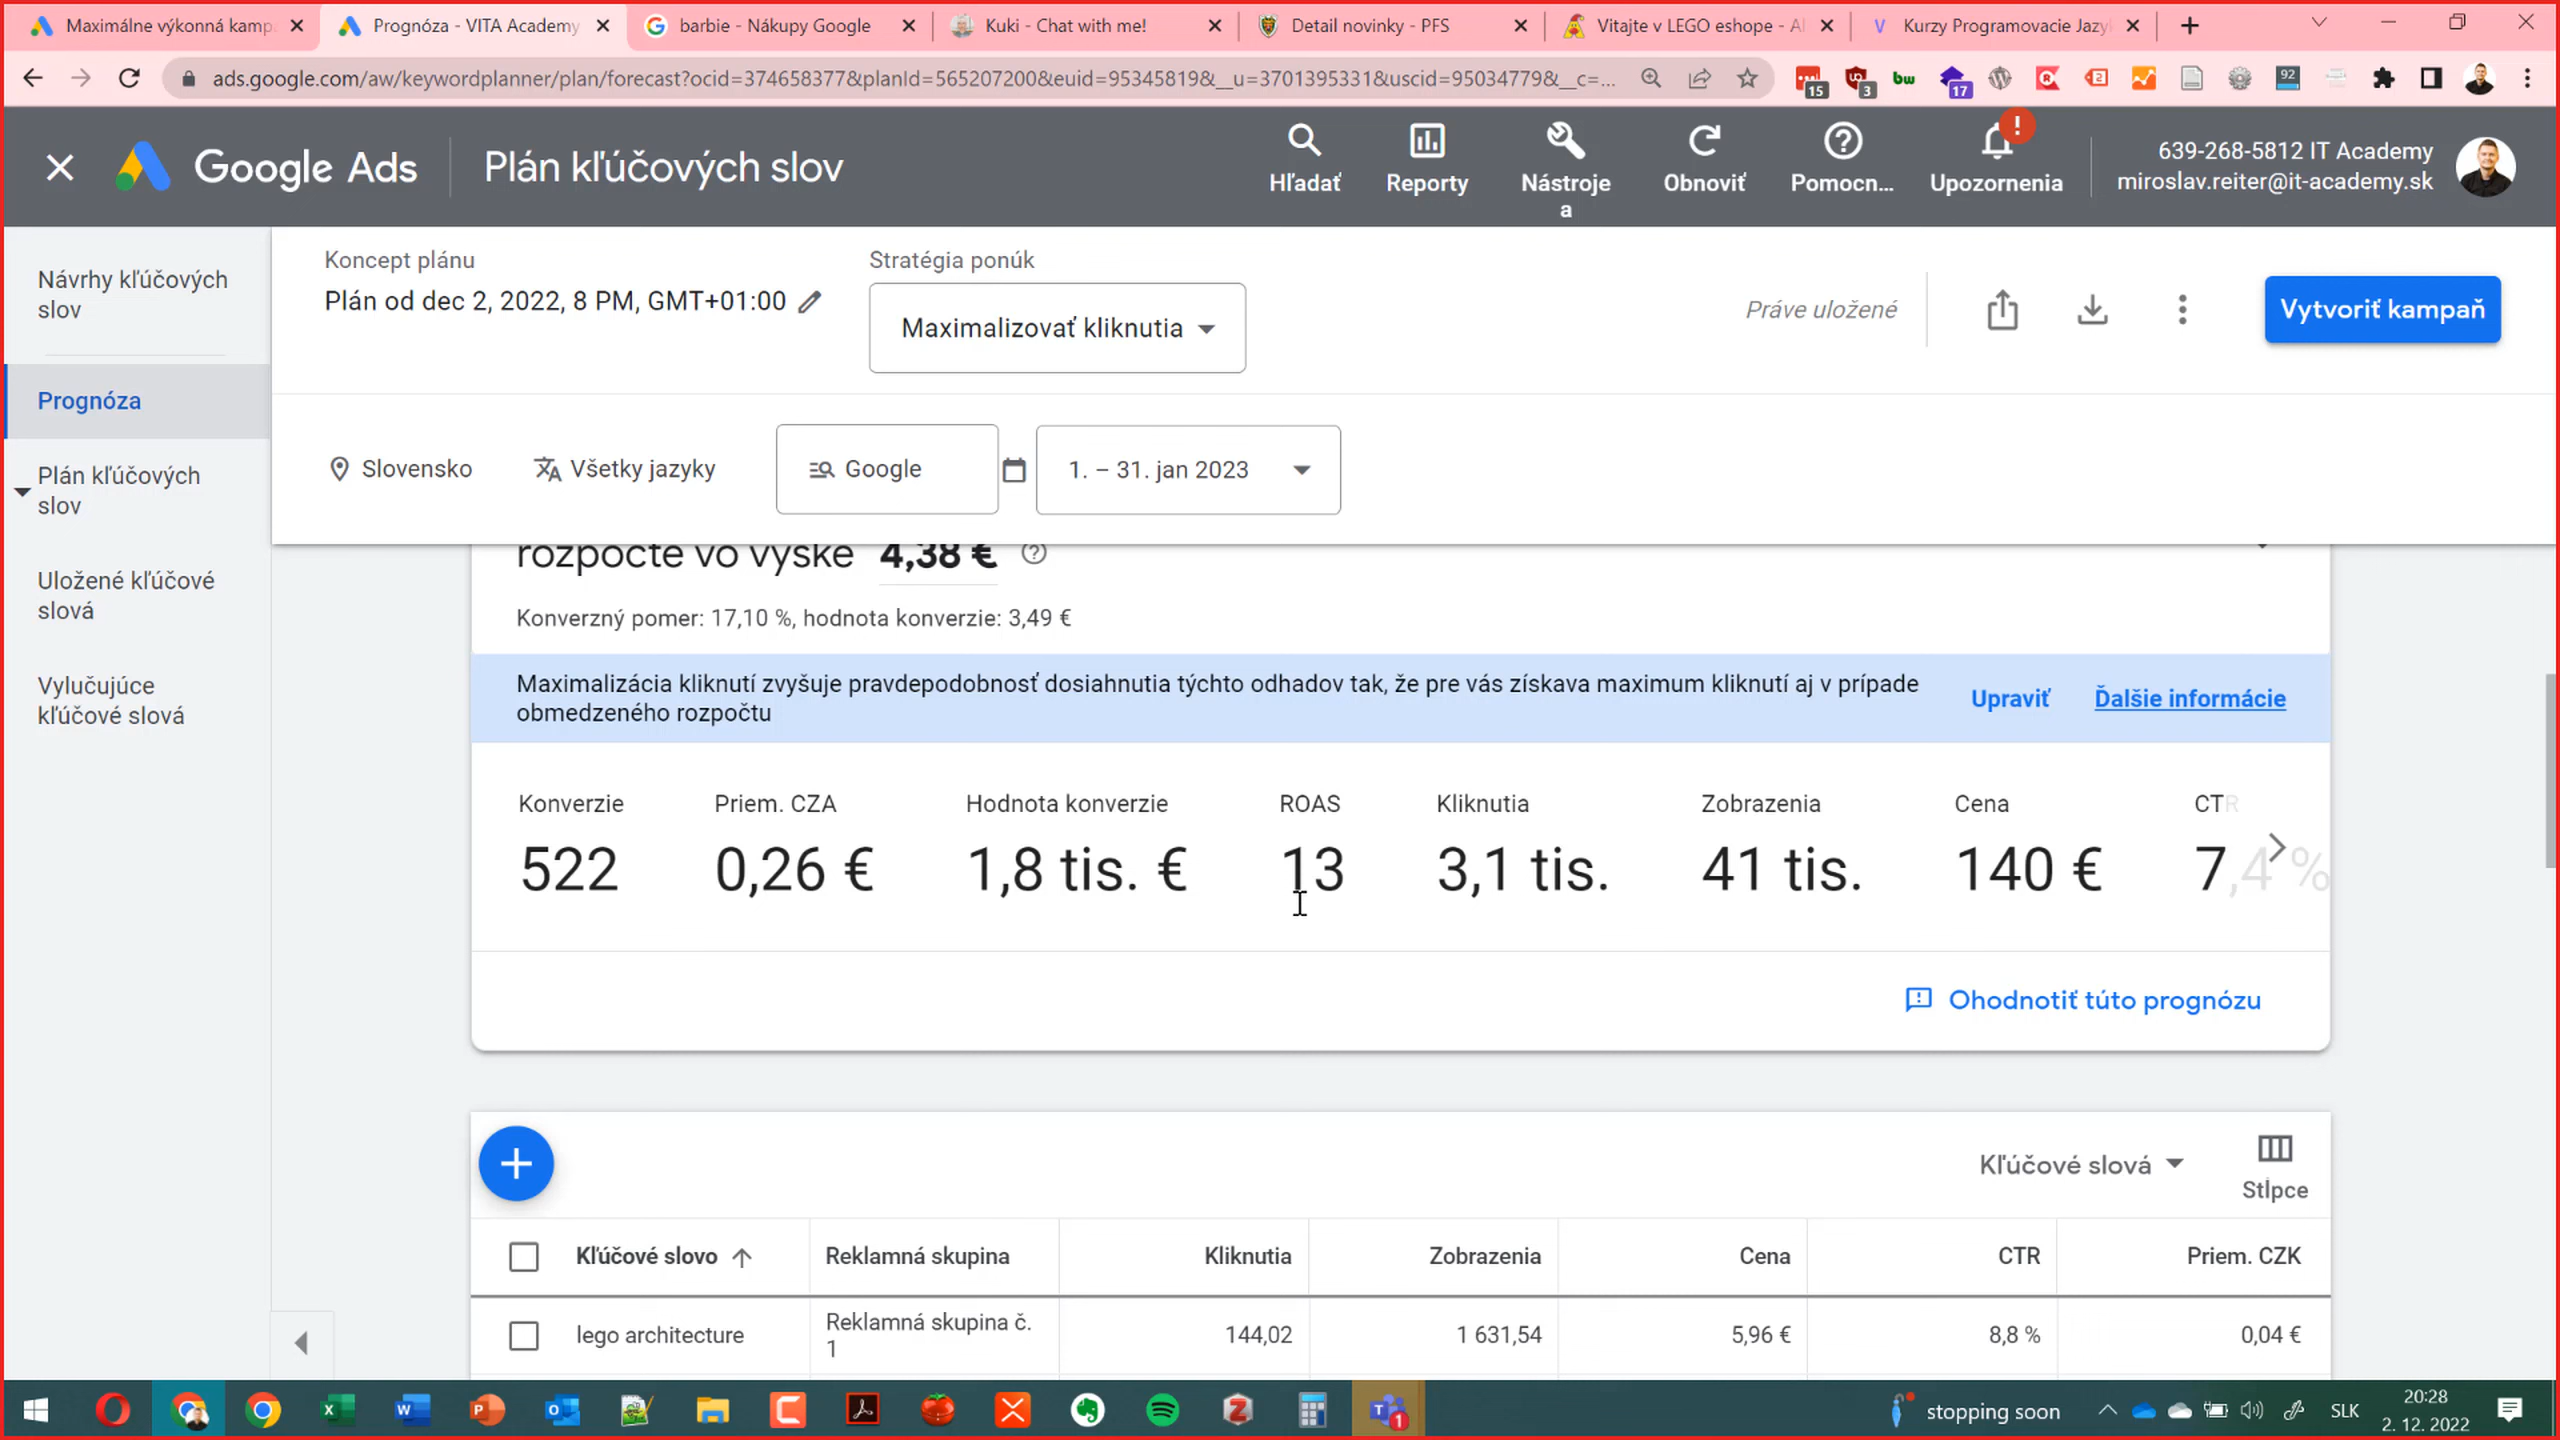 Maximálne výkonná kamp
Prognóza - VITA Academy
barbie - Nákupy Google
Kuki - Chat with me!
Detail novinky - PFS
Vitajte v LEGO eshope - Al
Kurzy Programovacie Jazy
ads.google.com/aw/keywordplanner/plan/forecast?ocid=374658377&planId=565207200&euid=95345819&__u=3701395331&uscid=95034779&__c=...
15
3
bw
17
2
92
Google Ads
Plán kľúčových slov
Hľadať
Reporty
Nástroje
a
Obnoviť
Pomocn...
Upozornenia
!
639-268-5812 IT Academy
miroslav.reiter@it-academy.sk
Návrhy kľúčových
slov
Prognóza
Plán kľúčových
slov
Uložené kľúčové
slová
Vylučujúce
kľúčové slová
Koncept plánu
Plán od dec 2, 2022, 8 PM, GMT+01:00
Stratégia ponúk
Maximalizovať kliknutia
Práve uložené
Vytvoriť kampaň
Slovensko
Všetky jazyky
Google
1. – 31. jan 2023
rozpočte vo výške 4,38 €
Konverzný pomer: 17,10 %, hodnota konverzie: 3,49 €
Maximalizácia kliknutí zvyšuje pravdepodobnosť dosiahnutia týchto odhadov tak, že pre vás získava maximum kliknutí aj v prípade
obmedzeného rozpočtu
Upraviť
Ďalšie informácie
Konverzie
Priem. CZA
Hodnota konverzie
ROAS
Kliknutia
Zobrazenia
Cena
CTR
522
0,26 €
1,8 tis. €
13
3,1 tis.
41 tis.
140 €
7,4 %
Ohodnotiť túto prognózu
Kľúčové slová
Stĺpce
Kľúčové slovo
Reklamná skupina
Kliknutia
Zobrazenia
Cena
CTR
Priem. CZK
lego architecture
Reklamná skupina č.
1
144,02
1 631,54
5,96 €
8,8 %
0,04 €
stopping soon
SLK
20:28
2. 12. 2022